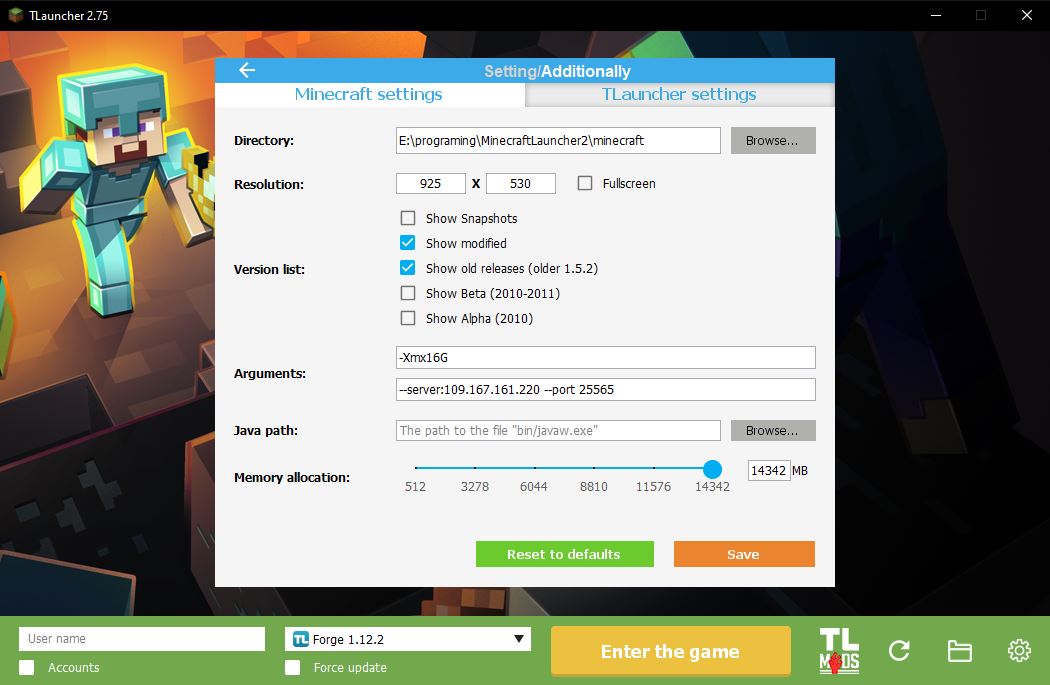 TLauncher 2.75
Setting/Additionally
Minecraft settings
TLauncher settings
Directory:
E:\programing\MinecraftLauncher2\minecraft
Browse...
Resolution:
925 X 530
Fullscreen
Version list:
Show Snapshots
Show modified
Show old releases (older 1.5.2)
Show Beta (2010-2011)
Show Alpha (2010)
Arguments:
-Xmx16G
--server:109.167.161.220 --port 25565
Java path:
The path to the file "bin/javaw.exe"
Browse...
Memory allocation:
512 3278 6044 8810 11576 14342
14342 MB
Reset to defaults
Save
User name
Accounts
TL Forge 1.12.2
Force update
Enter the game
TL
MODS